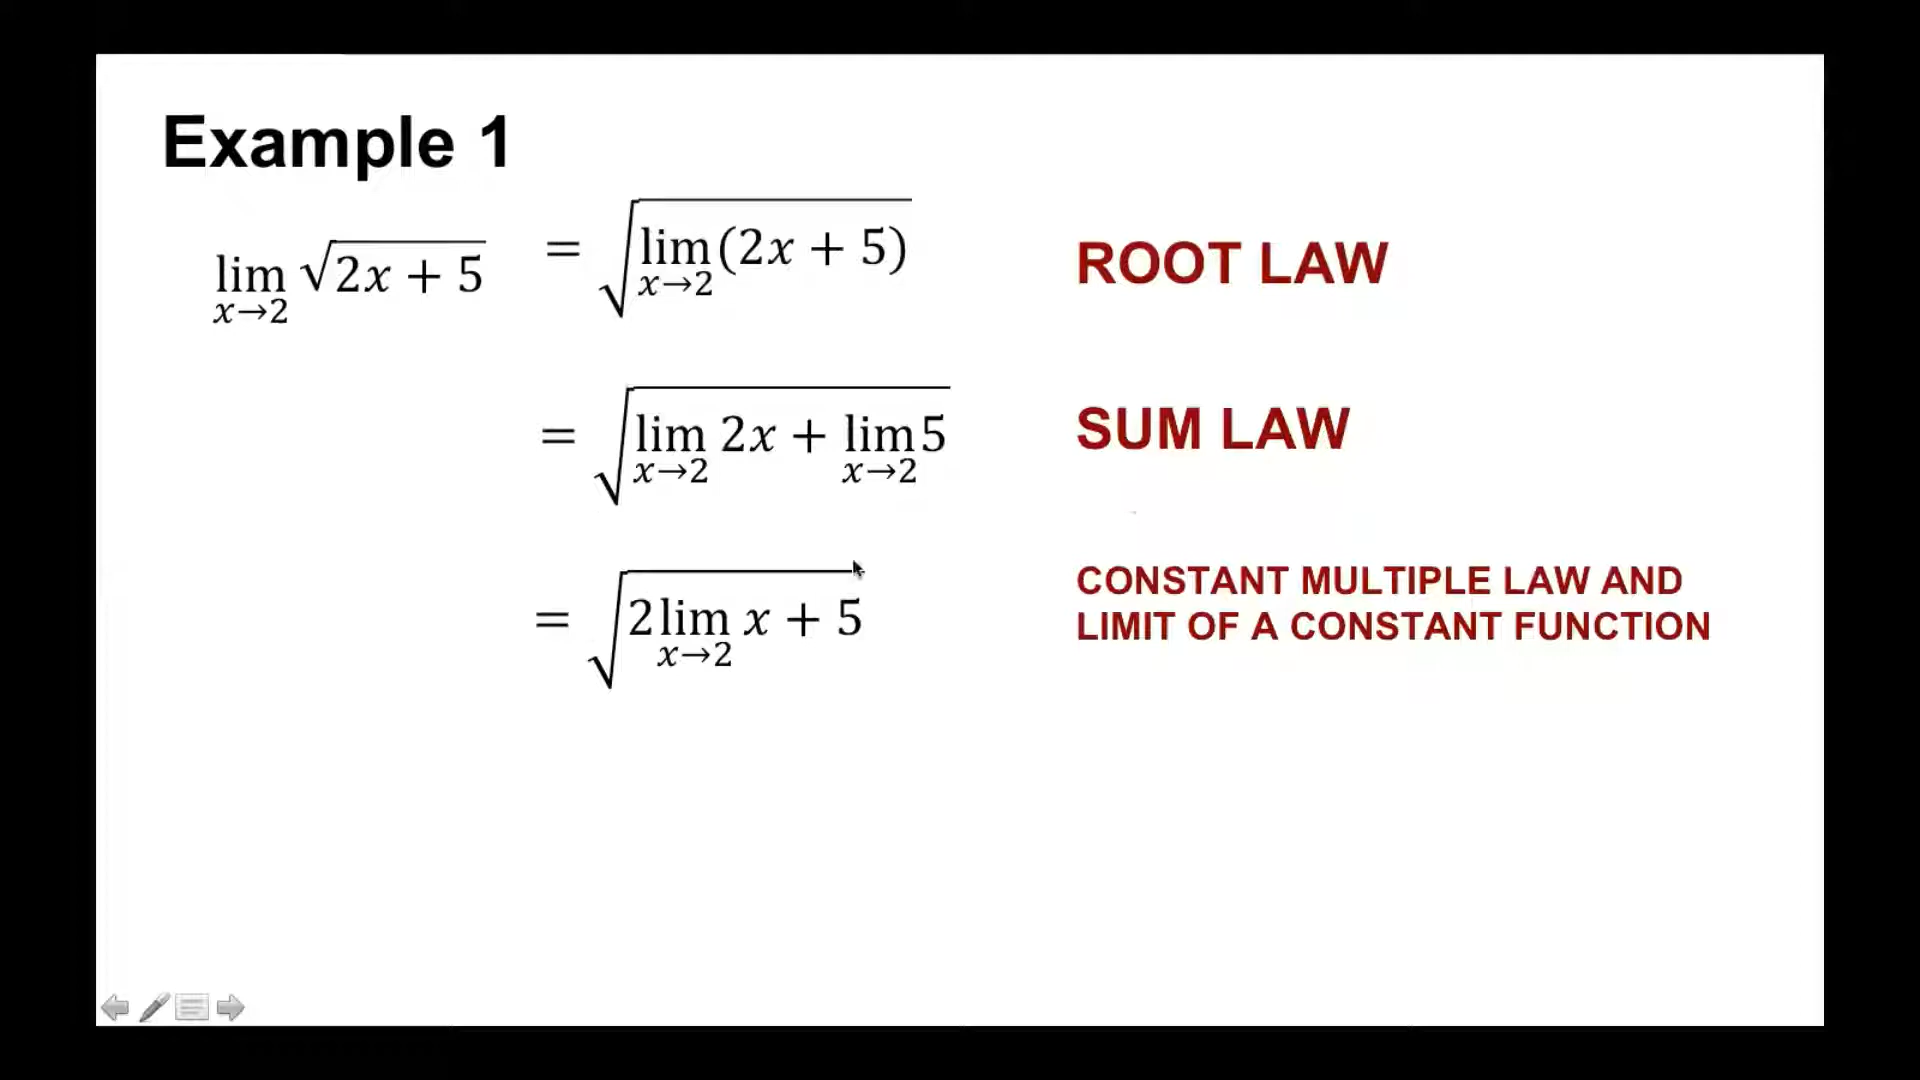 Example 1
lim x→2 √2x + 5 = √lim x→2 (2x + 5) ROOT LAW
= √lim x→2 2x + lim x→2 5 SUM LAW
= √2 lim x→2 x + 5 CONSTANT MULTIPLE LAW AND
LIMIT OF A CONSTANT FUNCTION